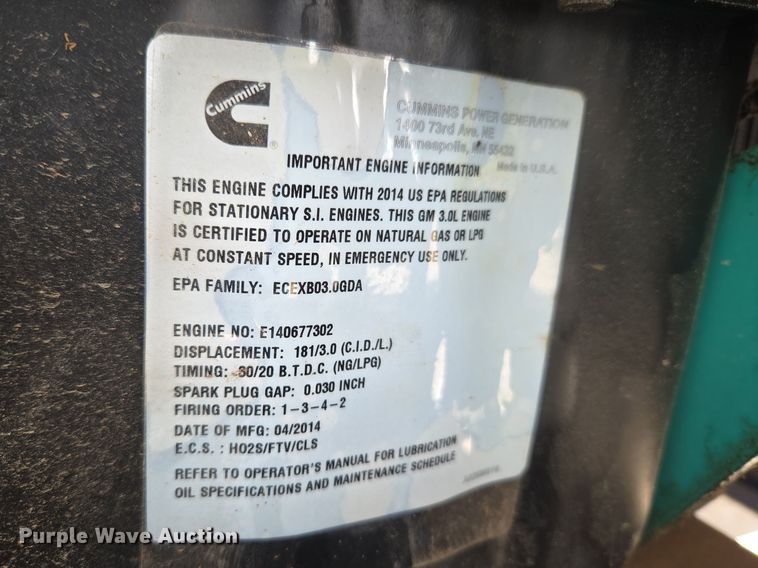 Cummins
CUMMINS POWER GENERATION
1400 73rd Ave. NE
Minneapolis, MN 55432
Made in U.S.A.
IMPORTANT ENGINE INFORMATION
THIS ENGINE COMPLIES WITH 2014 US EPA REGULATIONS
FOR STATIONARY S.I. ENGINES. THIS GM 3.0L ENGINE
IS CERTIFIED TO OPERATE ON NATURAL GAS OR LPG
AT CONSTANT SPEED, IN EMERGENCY USE ONLY.
EPA FAMILY: ECEXB03.0GDA
ENGINE NO: E140677302
DISPLACEMENT: 181/3.0 (C.I.D./L.)
TIMING: 30/20 B.T.D.C. (NG/LPG)
SPARK PLUG GAP: 0.030 INCH
FIRING ORDER: 1-3-4-2
DATE OF MFG: 04/2014
E.C.S. : HO2S/FTV/CLS
REFER TO OPERATOR'S MANUAL FOR LUBRICATION
OIL SPECIFICATIONS AND MAINTENANCE SCHEDULE
Purple Wave Auction